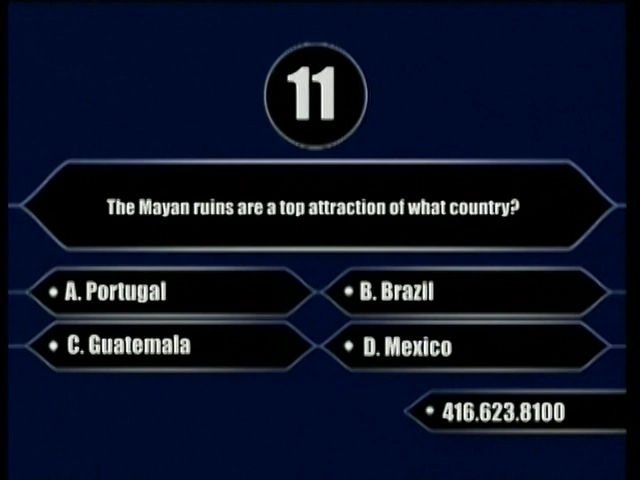 11
The Mayan ruins are a top attraction of what country?
A. Portugal
B. Brazil
C. Guatemala
D. Mexico
416.623.8100